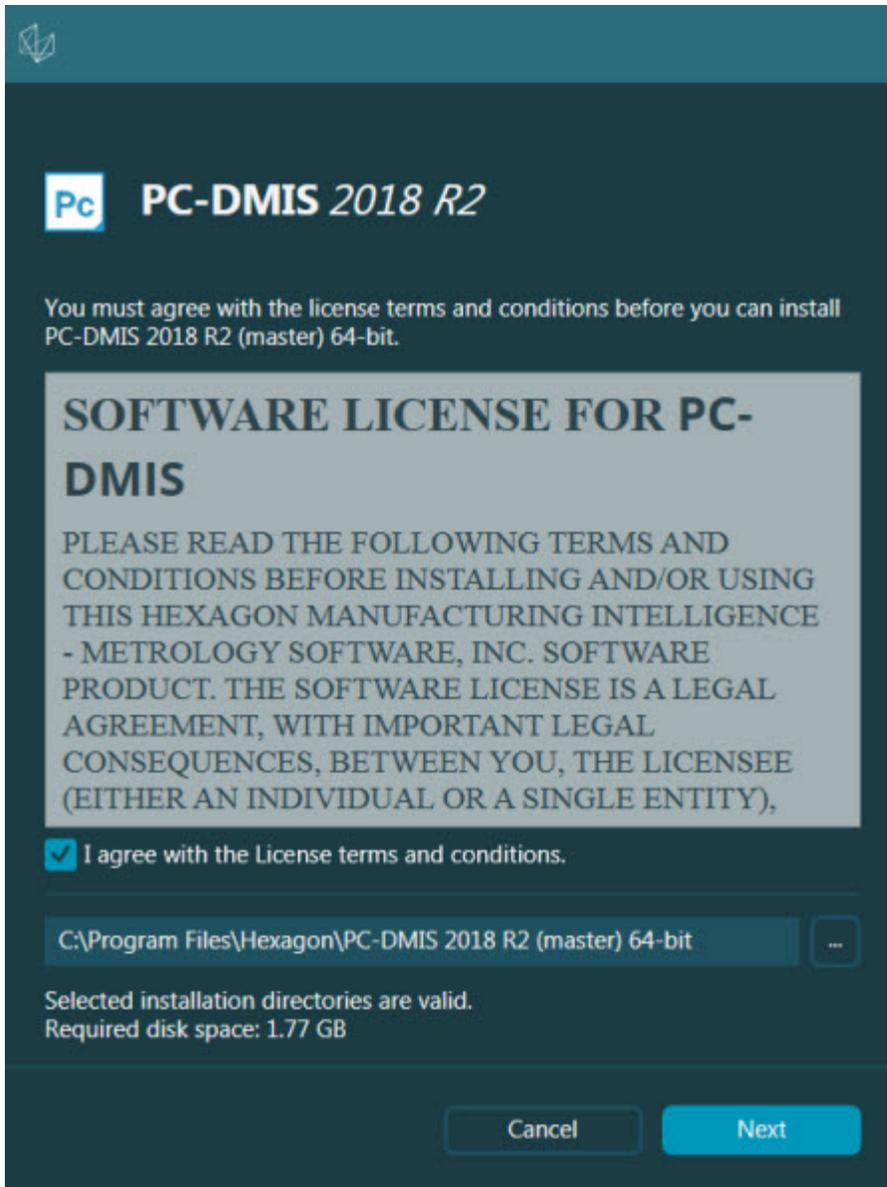 Pc
PC-DMIS 2018 R2
You must agree with the license terms and conditions before you can install
PC-DMIS 2018 R2 (master) 64-bit.
SOFTWARE LICENSE FOR PC-
DMIS
PLEASE READ THE FOLLOWING TERMS AND
CONDITIONS BEFORE INSTALLING AND/OR USING
THIS HEXAGON MANUFACTURING INTELLIGENCE
- METROLOGY SOFTWARE, INC. SOFTWARE
PRODUCT. THE SOFTWARE LICENSE IS A LEGAL
AGREEMENT, WITH IMPORTANT LEGAL
CONSEQUENCES, BETWEEN YOU, THE LICENSEE
(EITHER AN INDIVIDUAL OR A SINGLE ENTITY),
I agree with the License terms and conditions.
C:\Program Files\Hexagon\PC-DMIS 2018 R2 (master) 64-bit
...
Selected installation directories are valid.
Required disk space: 1.77 GB
Cancel
Next